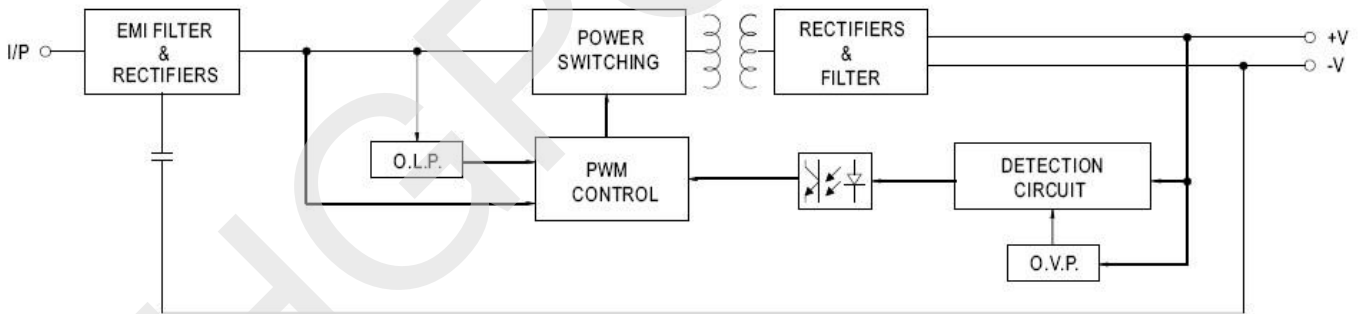 I/P
EMI FILTER
&
RECTIFIERS
POWER
SWITCHING
RECTIFIERS
&
FILTER
+V
-V
O.L.P.
PWM
CONTROL
DETECTION
CIRCUIT
O.V.P.